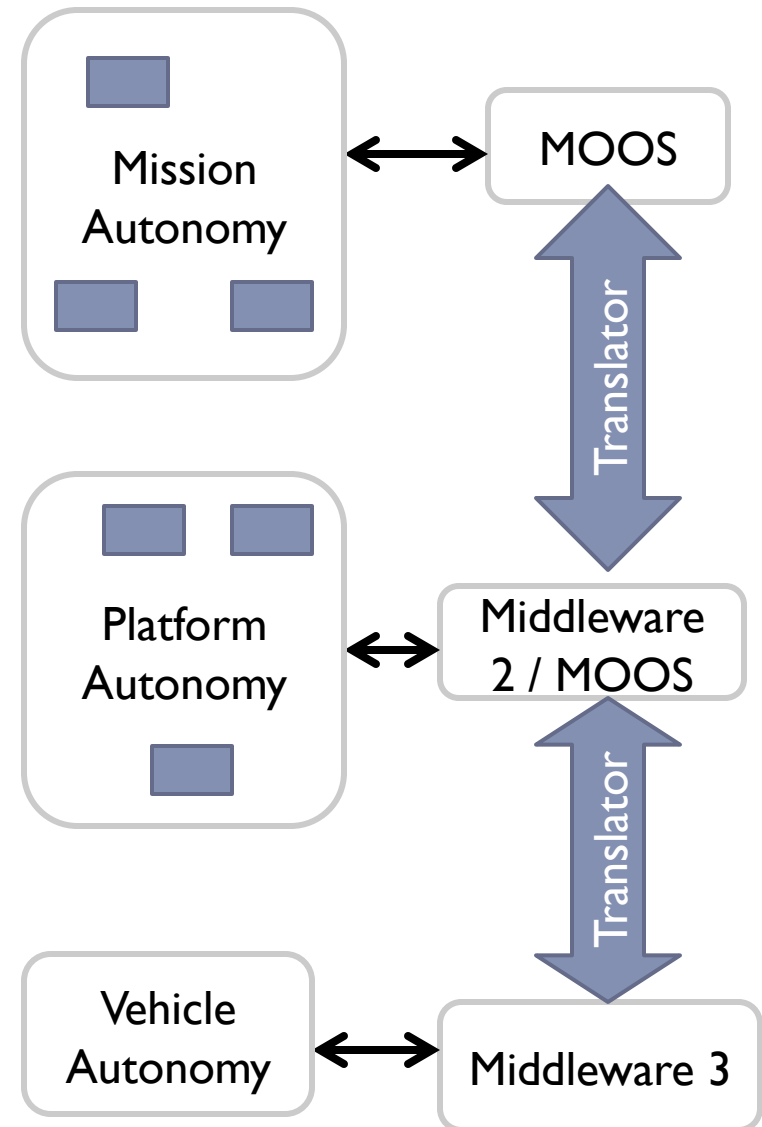 Mission
Autonomy
MOOS
Translator
Platform
Autonomy
Middleware
2 / MOOS
Translator
Vehicle
Autonomy
Middleware 3